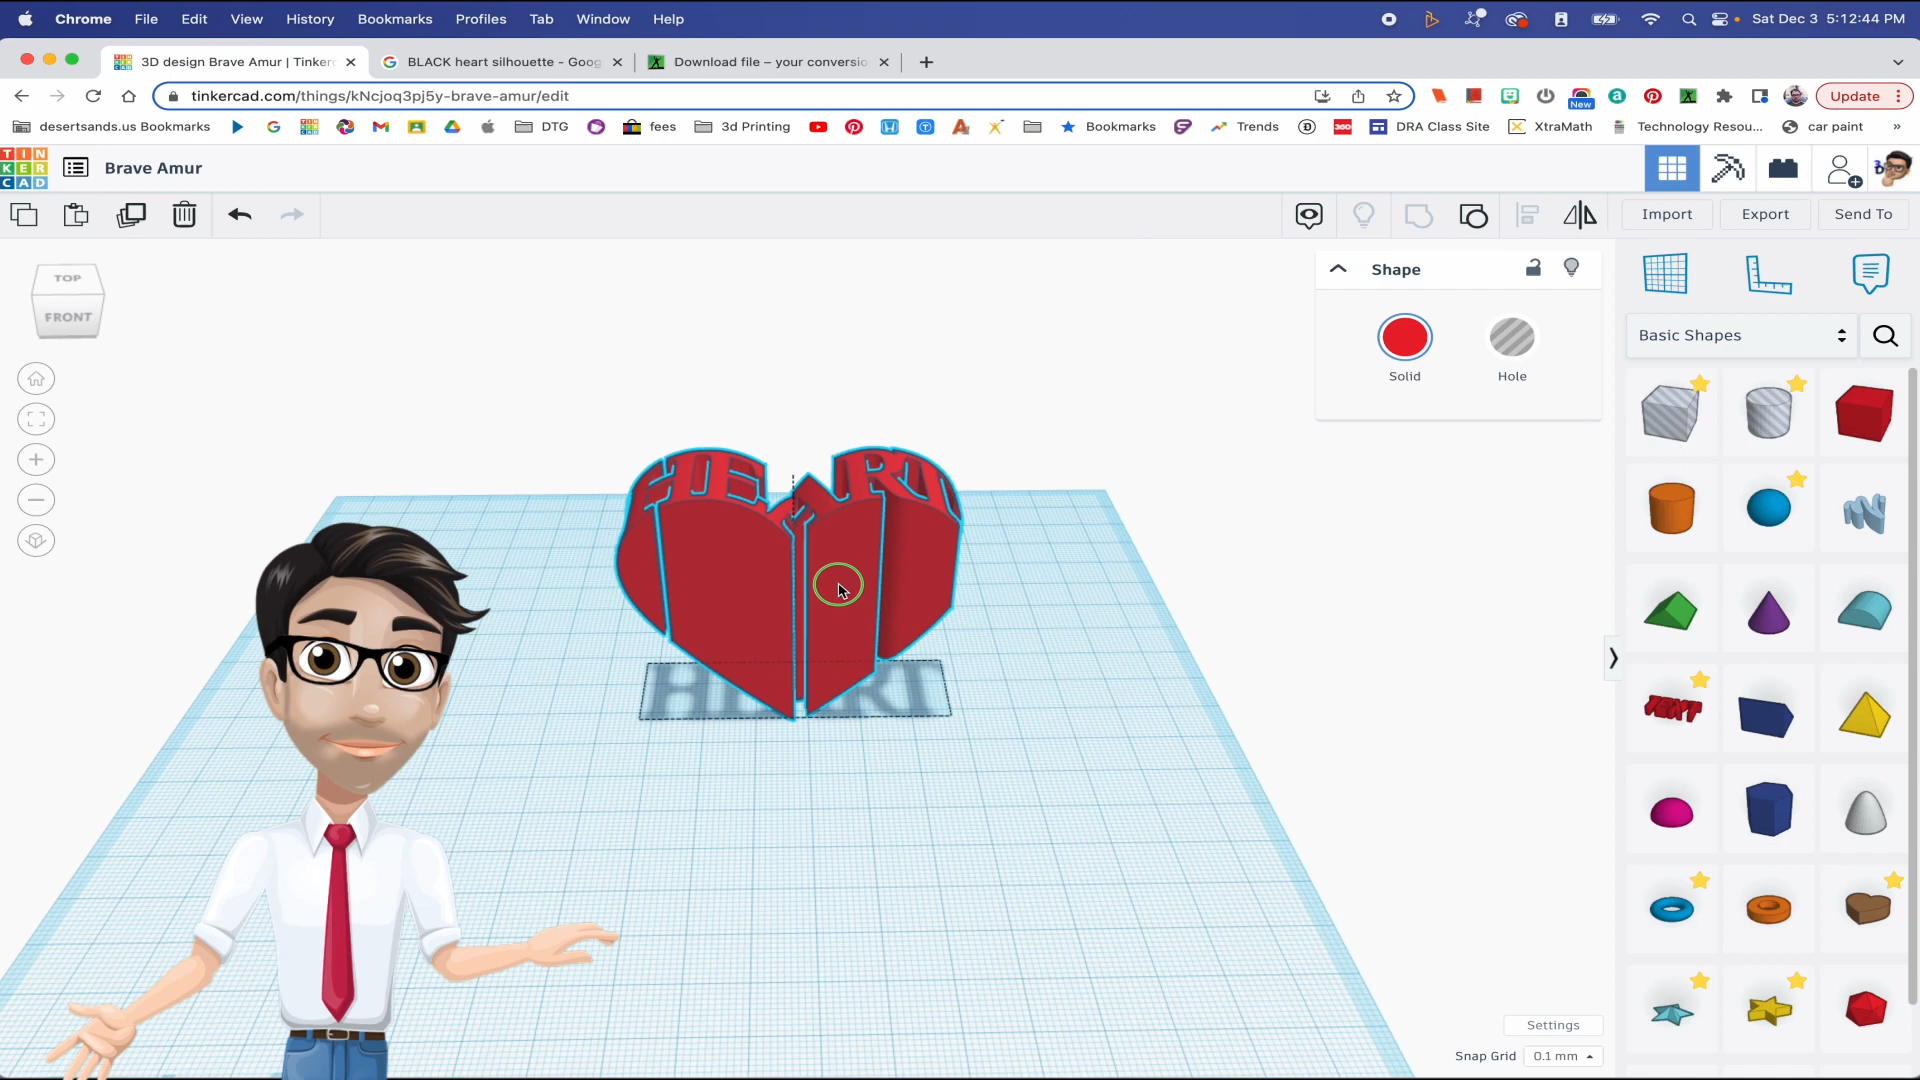 Chrome File Edit View History Bookmarks Profiles Tab Window Help Sat Dec 3 5:12:44 PM
3D design Brave Amur | Tinker BLACK heart silhouette - Goog Download file – your conversio
tinkercad.com/things/kNcjoq3pj5y-brave-amur/edit New Update
desertsands.us Bookmarks DTG fees 3d Printing Bookmarks Trends DRA Class Site XtraMath Technology Resou... car paint »
TIN
KER
CAD
Brave Amur
Import Export Send To
TOP
FRONT
Shape
Solid Hole
Basic Shapes
HEART
HEART
TEXT
Settings
Snap Grid 0.1 mm